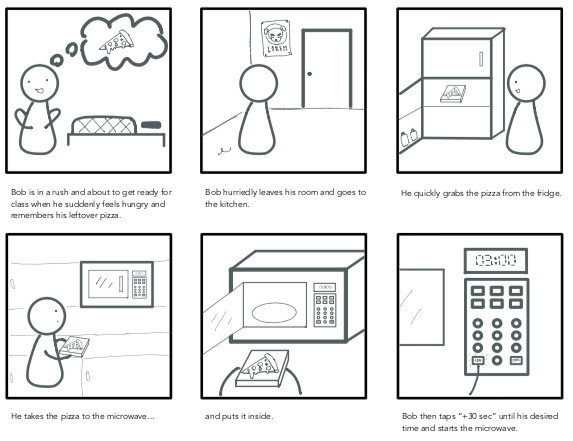 LOREM
Bob is in a rush and about to get ready for
class when he suddenly feels hungry and
remembers his leftover pizza.
Bob hurriedly leaves his room and goes to
the kitchen.
He quickly grabs the pizza from the fridge.
03:00
He takes the pizza to the microwave...
and puts it inside.
Bob then taps "+30 sec" until his desired
time and starts the microwave.